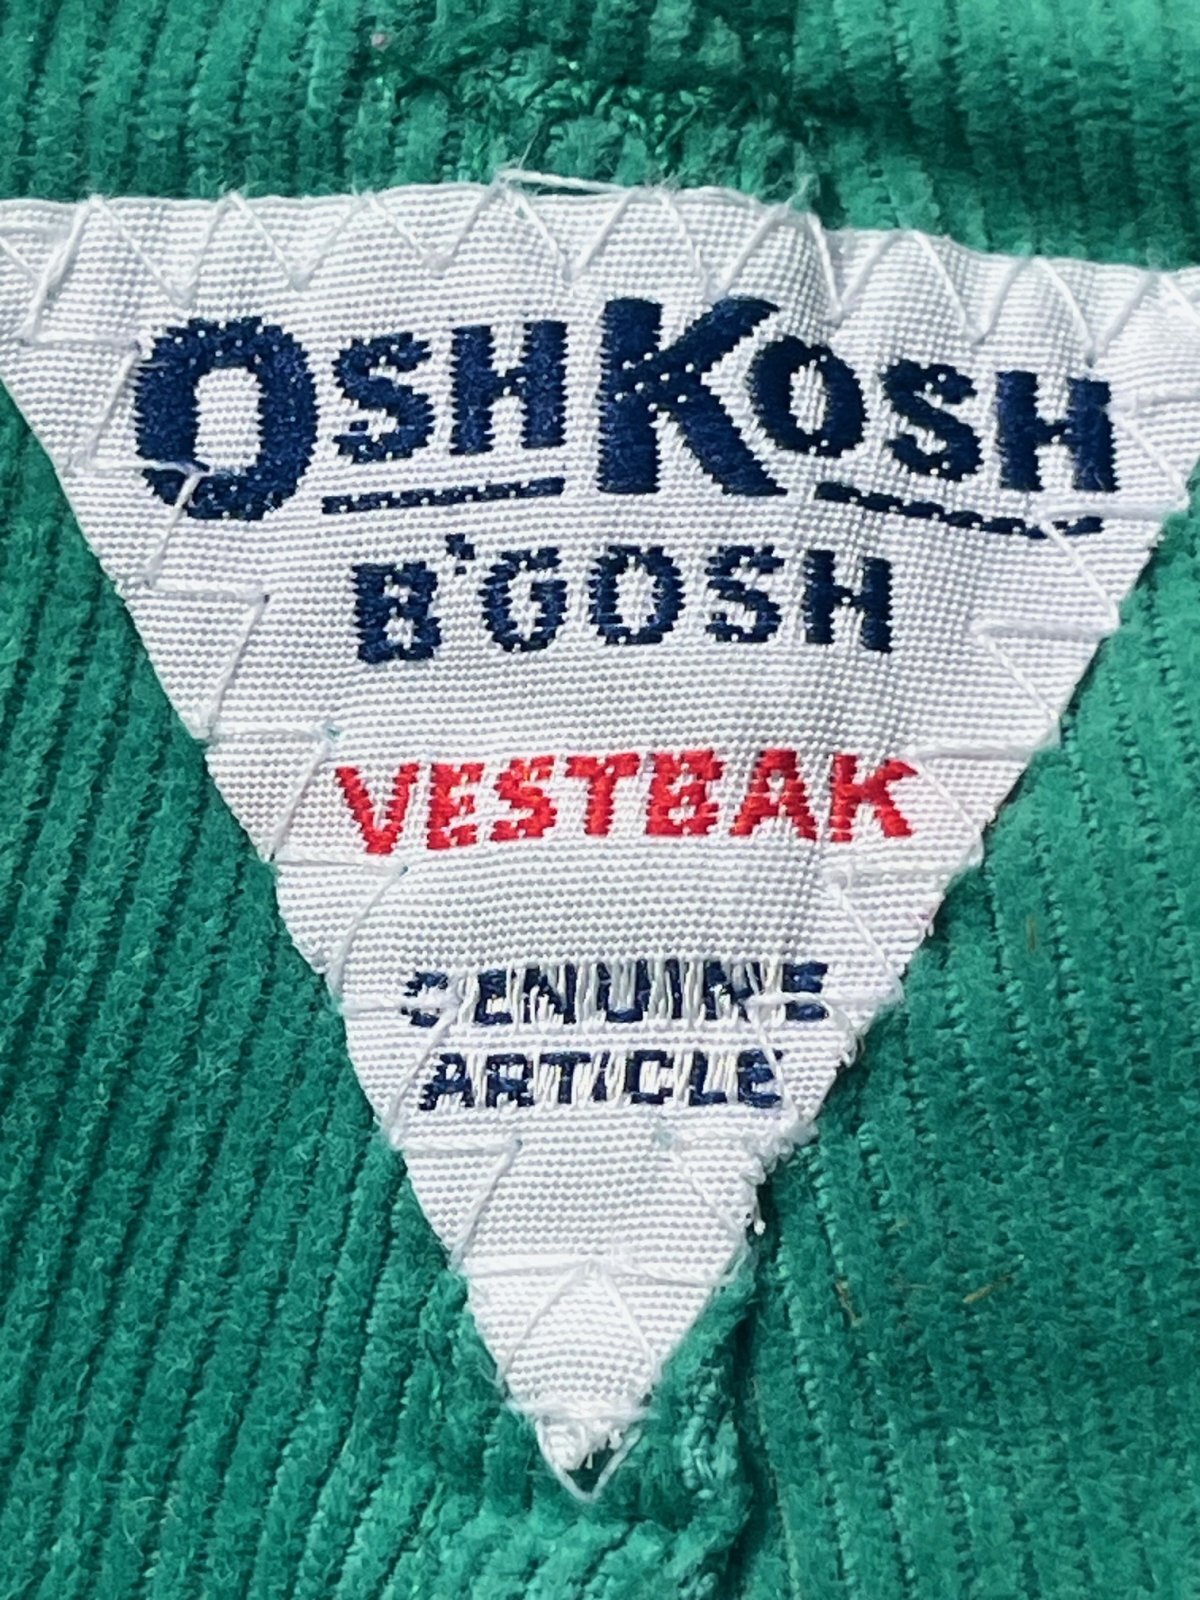 OSHKOSH
B'GOSH
VESTBAK
GENUINE
ARTICLE